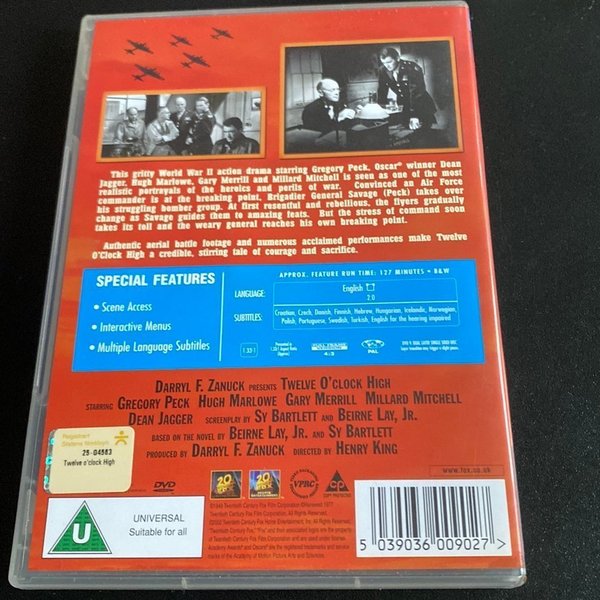 This gritty World War II action drama starring Gregory Peck, Oscar® winner Dean
Jagger, Hugh Marlowe, Gary Merrill and Millard Mitchell is seen as one of the most
realistic portrayals of the heroics and perils of war. Convinced an Air Force
commander is at the breaking point, Brigadier General Savage (Peck) takes over
his struggling bomber group. At first resentful and rebellious, the flyers gradually
change as Savage guides them to amazing feats. But the stress of command soon
takes its toll and the weary general reaches his own breaking point.
Authentic aerial battle footage and numerous acclaimed performances make Twelve
O'Clock High a credible, stirring tale of courage and sacrifice.
SPECIAL FEATURES
• Scene Access
• Interactive Menus
• Multiple Language Subtitles
APPROX. FEATURE RUN TIME: 127 MINUTES • B&W
LANGUAGE:
English
2.0
SUBTITLES:
Croatian, Czech, Danish, Finnish, Hebrew, Hungarian, Icelandic, Norwegian,
Polish, Portuguese, Swedish, Turkish, English for the hearing impaired
1.33:1
4:3
PAL
DARRYL F. ZANUCK PRESENTS TWELVE O'CLOCK HIGH
STARRING GREGORY PECK HUGH MARLOWE GARY MERRILL MILLARD MITCHELL
DEAN JAGGER SCREENPLAY BY SY BARTLETT AND BEIRNE LAY, JR.
BASED ON THE NOVEL BY BEIRNE LAY, JR. AND SY BARTLETT
PRODUCED BY DARRYL F. ZANUCK DIRECTED BY HENRY KING
25-04563
Twelve o'clock High
U
UNIVERSAL
Suitable for all
DVD
20
FOX
VPRC
CP
COPY PROTECTED
www.fox.co.uk
5 039036 009027 >